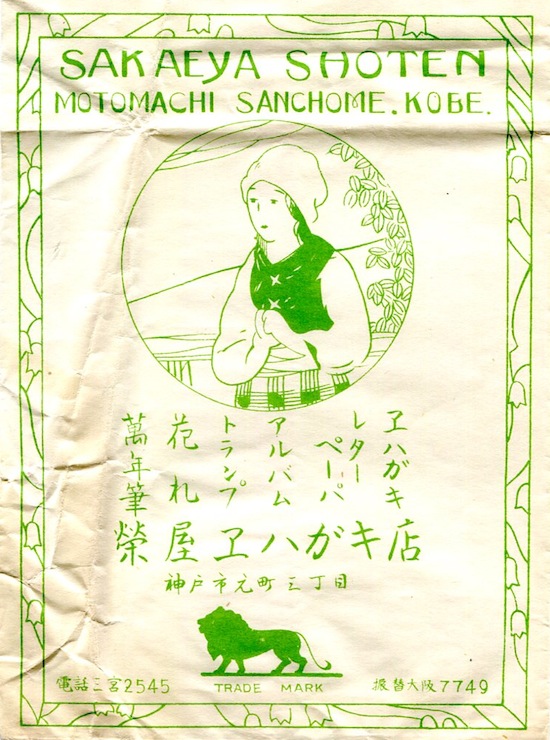 SAKAEYA SHOTEN
MOTOMACHI SANCHOME. KOBE.
ヱハガキ
レターペーパ
アルバム
トランプ
花れ
萬年筆
榮屋ヱハガキ店
神戸市元町三丁目
電話三宮2545
TRADE MARK
振替大阪7749